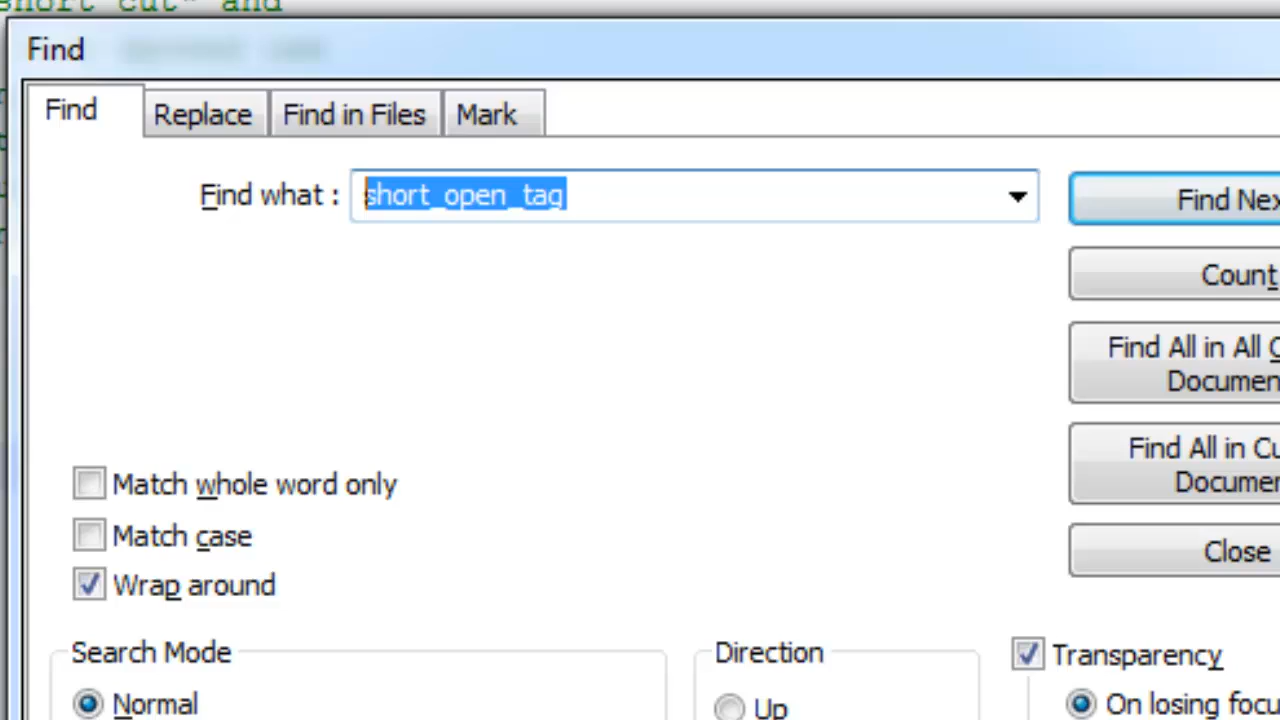 short cut" and
Find
Find Replace Find in Files Mark
Find what : short_open_tag Find Nex
Count
Find All in All O
Documen
Find All in Cu
Documen
Match whole word only
Match case Close
Wrap around
Search Mode Direction Transparency
Normal Up On losing focu